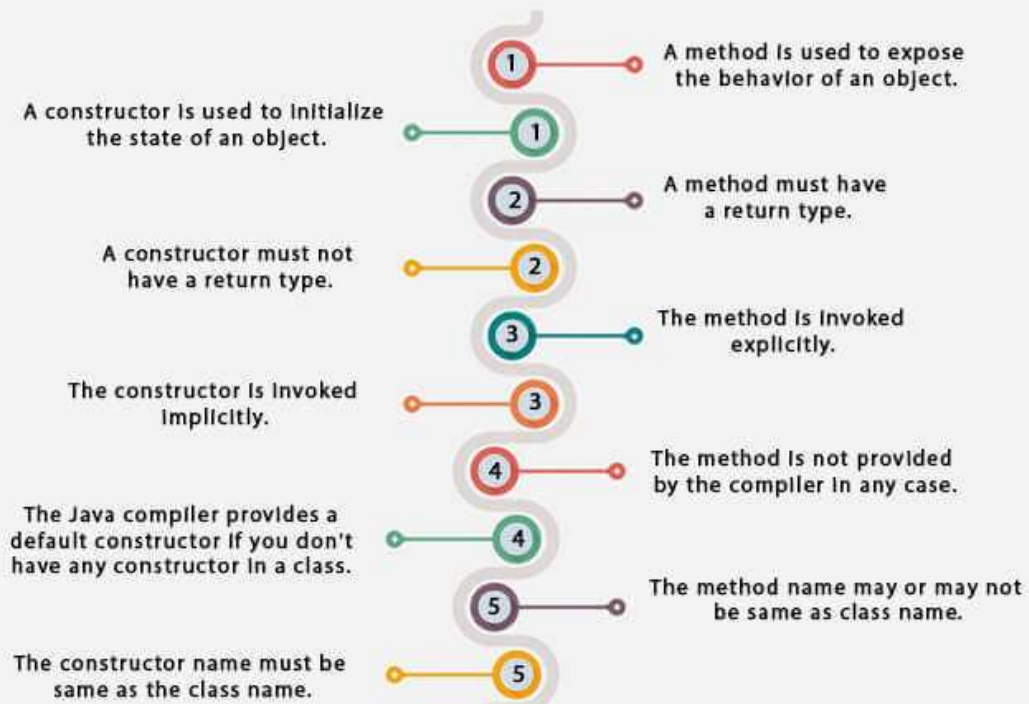 1
A method is used to expose
the behavior of an object.
A constructor is used to initialize
the state of an object.
1
2
A method must have
a return type.
A constructor must not
have a return type.
2
3
The method is invoked
explicitly.
The constructor is invoked
implicitly.
3
4
The method is not provided
by the compiler in any case.
The Java compiler provides a
default constructor if you don't
have any constructor in a class.
4
5
The method name may or may not
be same as class name.
The constructor name must be
same as the class name.
5